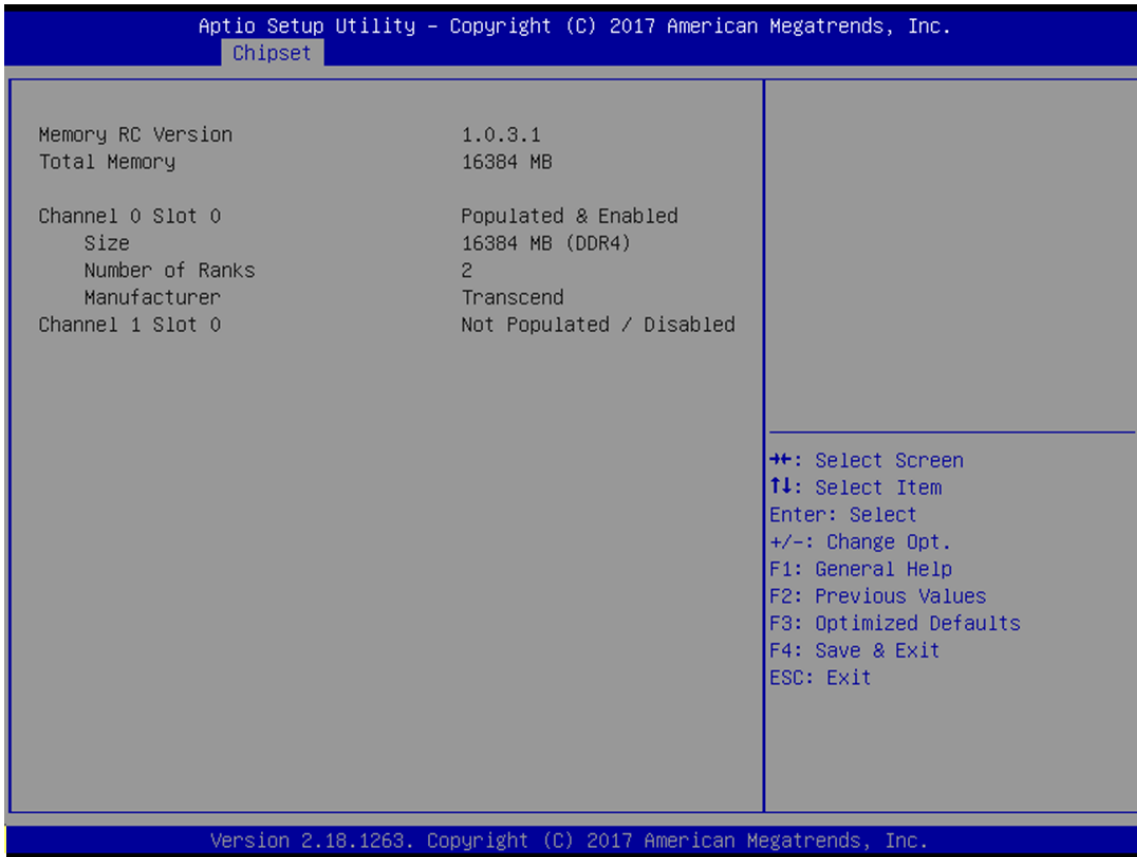 Aptio Setup Utility – Copyright (C) 2017 American Megatrends, Inc.
Chipset
Memory RC Version 1.0.3.1
Total Memory 16384 MB
Channel 0 Slot 0 Populated & Enabled
Size 16384 MB (DDR4)
Number of Ranks 2
Manufacturer Transcend
Channel 1 Slot 0 Not Populated / Disabled
→←: Select Screen
↑↓: Select Item
Enter: Select
+/-: Change Opt.
F1: General Help
F2: Previous Values
F3: Optimized Defaults
F4: Save & Exit
ESC: Exit
Version 2.18.1263. Copyright (C) 2017 American Megatrends, Inc.